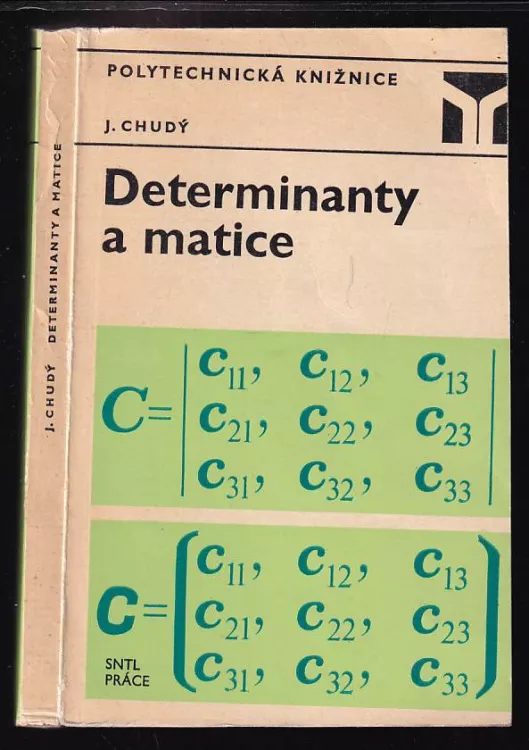 POLYTECHNICKÁ KNIŽNICE
J. CHUDÝ
Determinanty
a matice
C = | c11, c12, c13
c21, c22, c23
c31, c32, c33 |
C = ( c11, c12, c13
c21, c22, c23
c31, c32, c33 )
SNTL
PRÁCE
J. CHUDÝ DETERMINANTY A MATICE